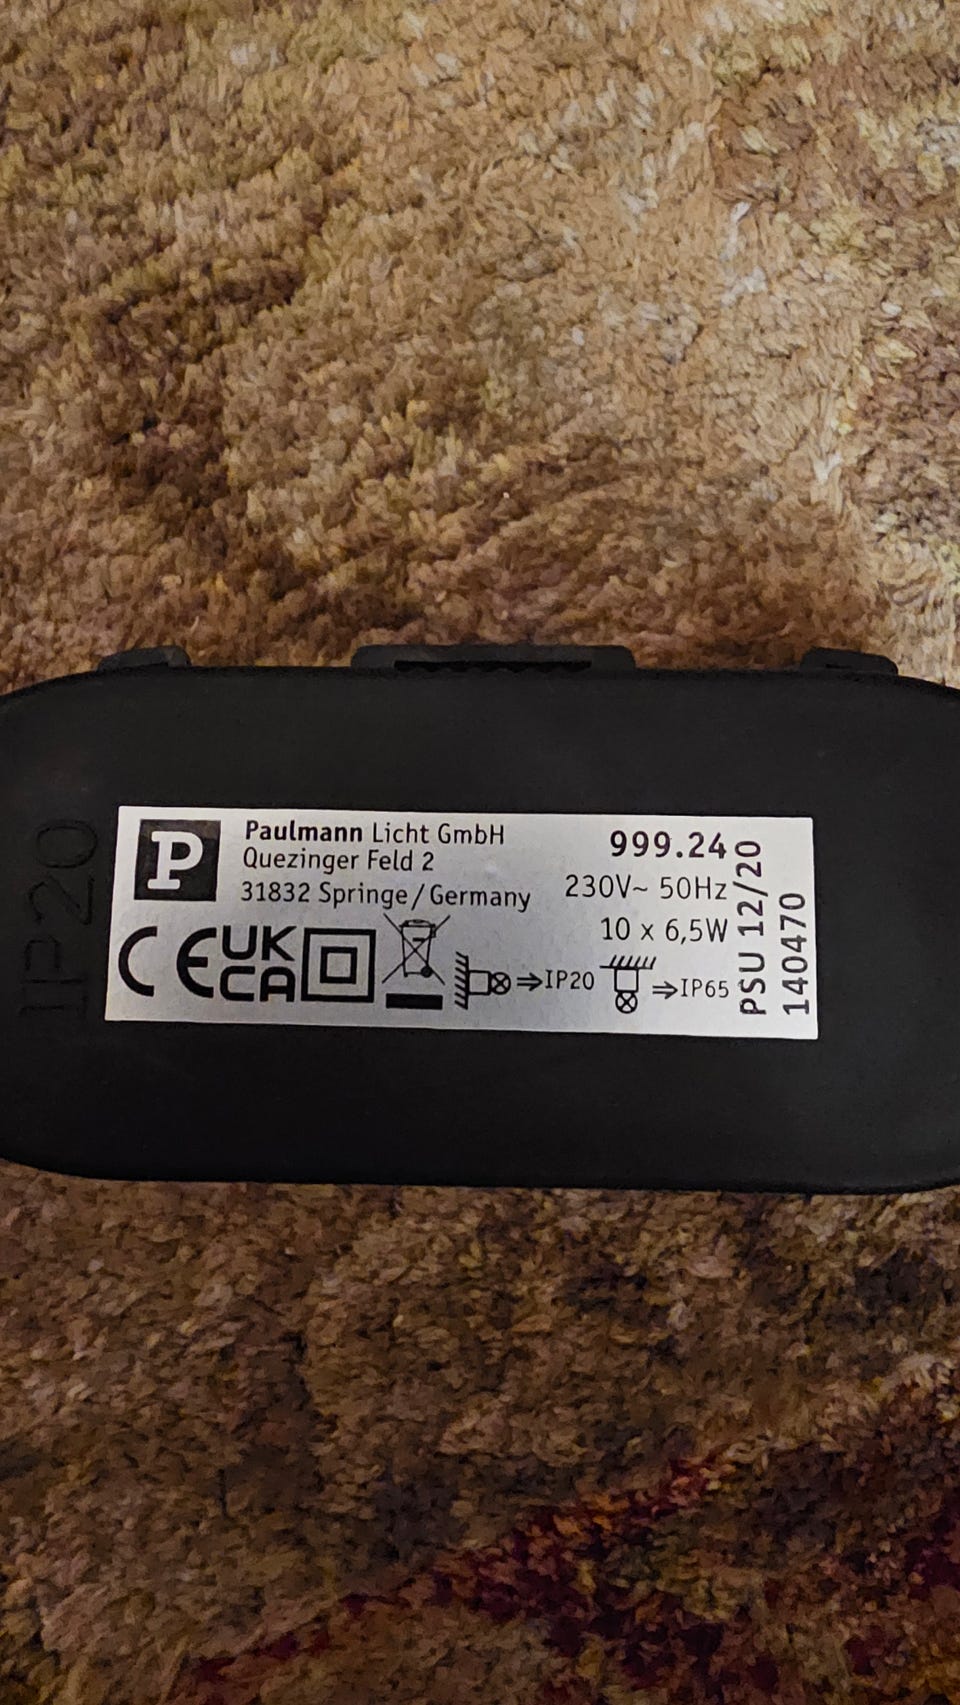 IP20
P
Paulmann Licht GmbH
Quezinger Feld 2
31832 Springe/Germany
CE UK CA
999.24
230V~ 50Hz
10 x 6,5W
⇒IP20
⇒IP65
PSU 12/20
140470